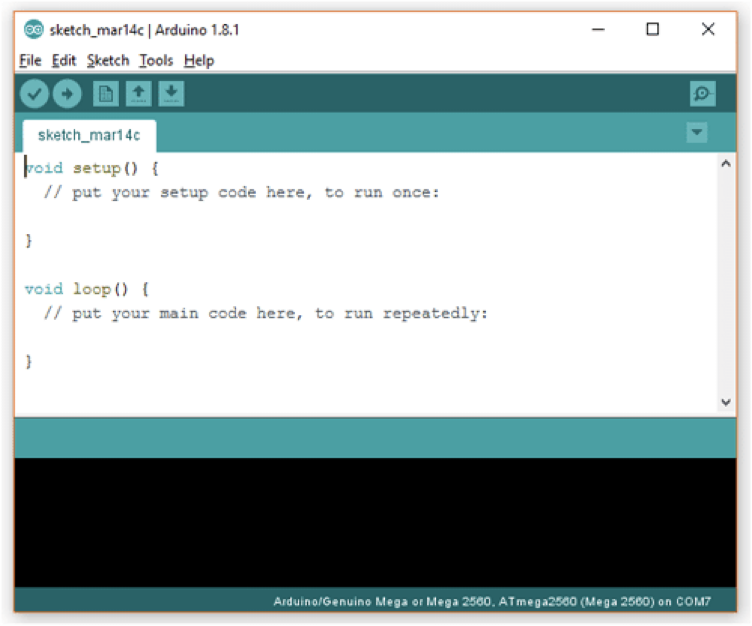 sketch_mar14c | Arduino 1.8.1
File Edit Sketch Tools Help
sketch_mar14c
void setup() {
  // put your setup code here, to run once:
}
void loop() {
  // put your main code here, to run repeatedly:
}
Arduino/Genuino Mega or Mega 2560, ATmega2560 (Mega 2560) on COM7